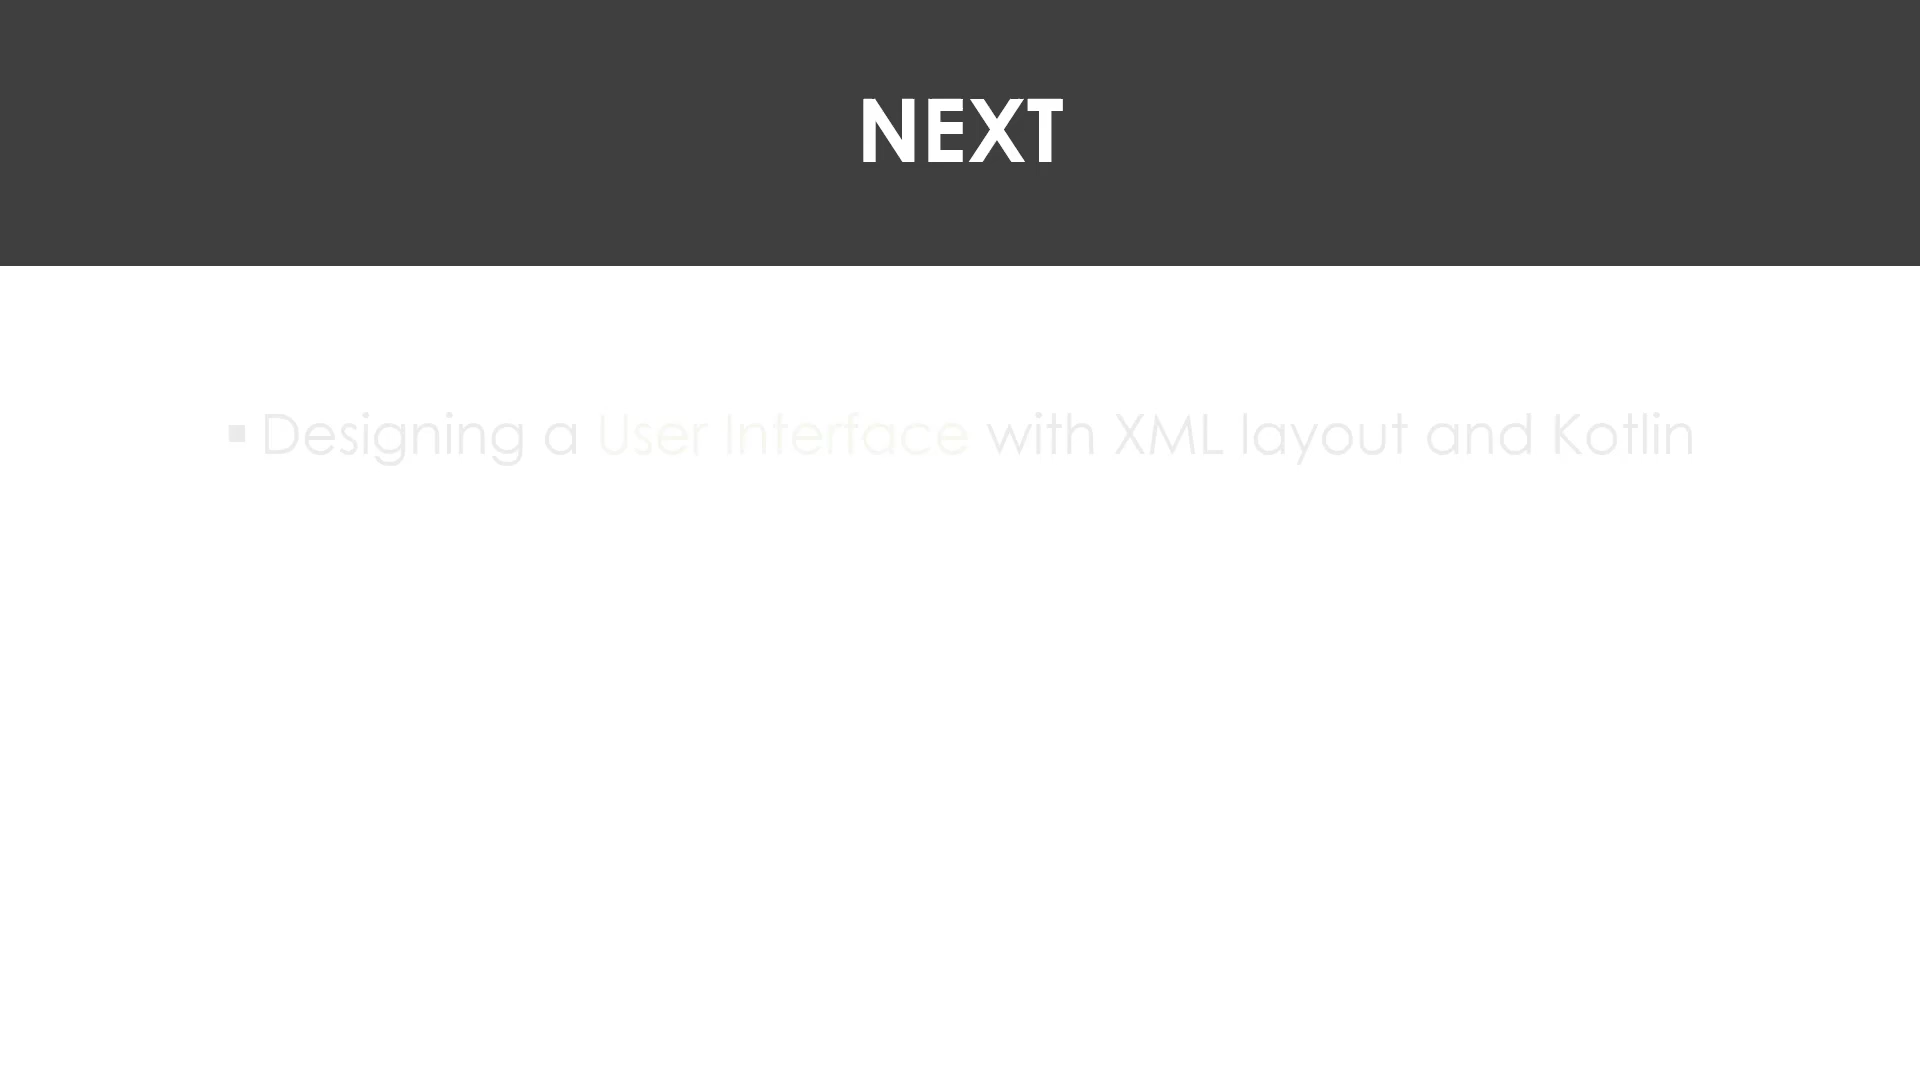 NEXT
▪ Designing a User Interface with XML layout and Kotlin